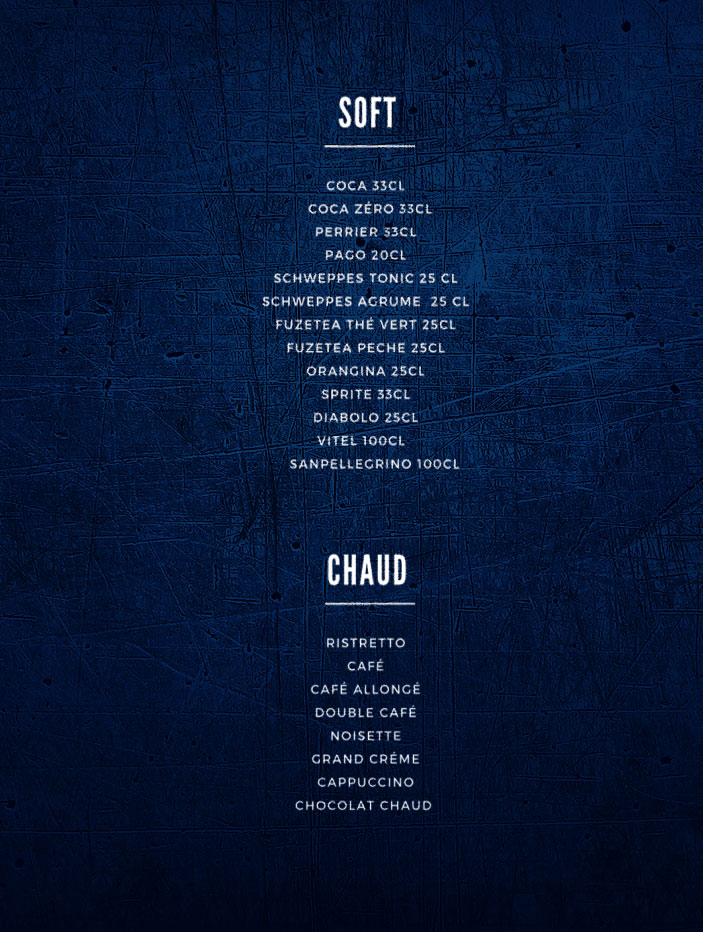 SOFT
COCA 33CL
COCA ZÉRO 33CL
PERRIER 33CL
PAGO 20CL
SCHWEPPES TONIC 25 CL
SCHWEPPES AGRUME 25 CL
FUZETEA THÉ VERT 25CL
FUZETEA PECHE 25CL
ORANGINA 25CL
SPRITE 33CL
DIABOLO 25CL
VITEL 100CL
SANPELLEGRINO 100CL
CHAUD
RISTRETTO
CAFÉ
CAFÉ ALLONGÉ
DOUBLE CAFÉ
NOISETTE
GRAND CRÉME
CAPPUCCINO
CHOCOLAT CHAUD